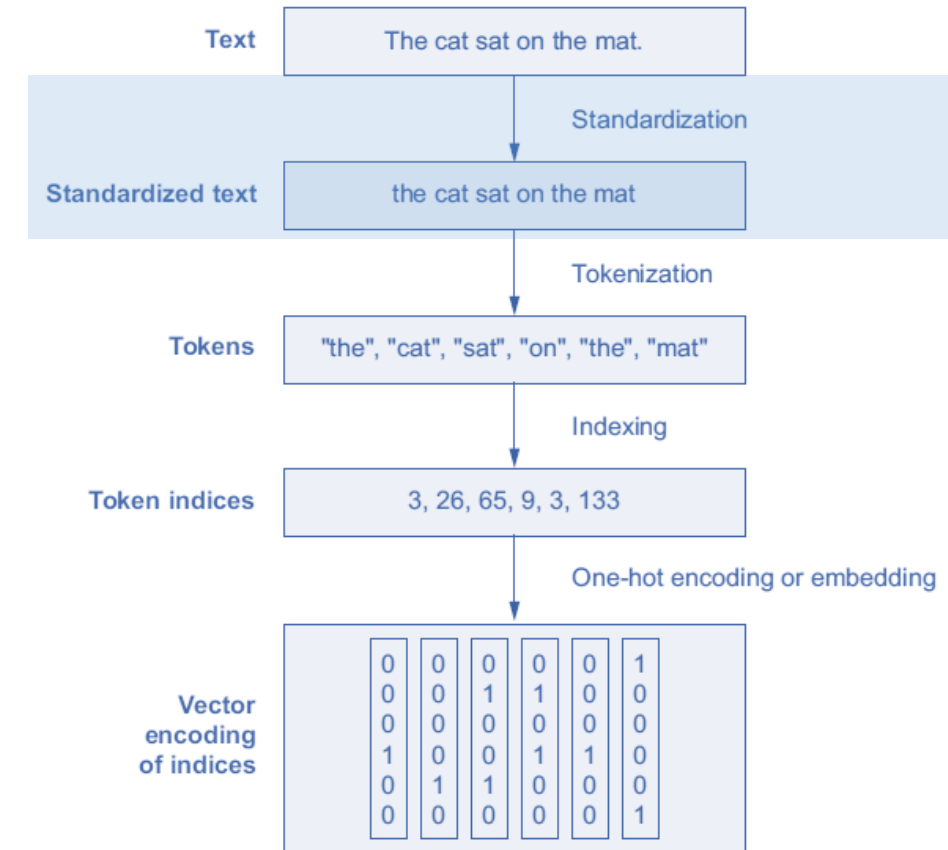 Text
The cat sat on the mat.
Standardization
Standardized text
the cat sat on the mat
Tokenization
Tokens
"the", "cat", "sat", "on", "the", "mat"
Indexing
Token indices
3, 26, 65, 9, 3, 133
One-hot encoding or embedding
Vector
encoding
of indices
0 0 0 0 0 1
0 0 1 1 0 0
0 0 0 0 0 0
1 0 0 1 1 0
0 1 1 0 0 0
0 0 0 0 0 1